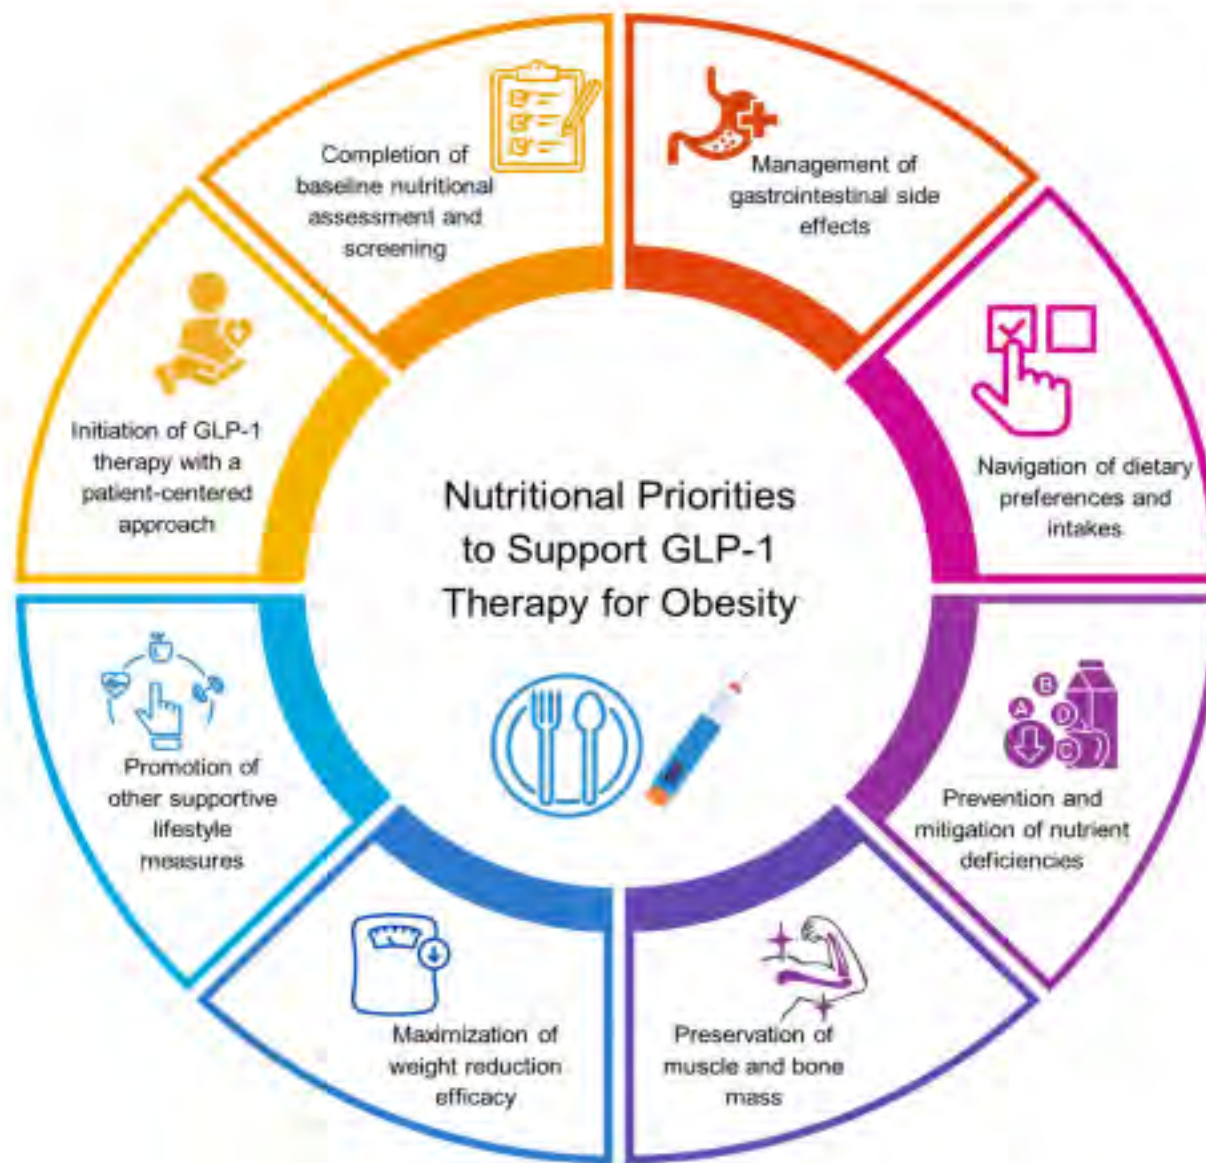 Nutritional Priorities
to Support GLP-1
Therapy for Obesity
Initiation of GLP-1
therapy with a
patient-centered
approach
Completion of
baseline nutritional
assessment and
screening
Management of
gastrointestinal side
effects
Navigation of dietary
preferences and
intakes
A
B
D
C
Prevention and
mitigation of nutrient
deficiencies
Preservation of
muscle and bone
mass
Maximization of
weight reduction
efficacy
Promotion of
other supportive
lifestyle
measures